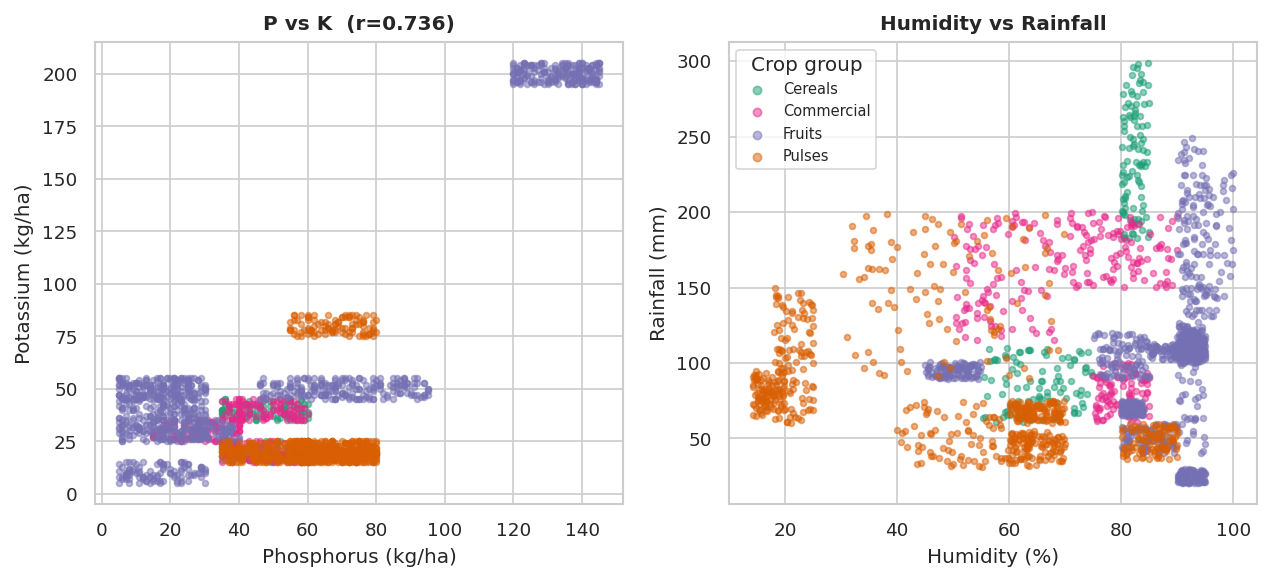 P vs K  (r=0.736)
200
175
150
125
100
75
50
25
0
0
20
40
60
80
100
120
140
Potassium (kg/ha)
Phosphorus (kg/ha)
Humidity vs Rainfall
Crop group
Cereals
Commercial
Fruits
Pulses
300
250
200
150
100
50
20
40
60
80
100
Rainfall (mm)
Humidity (%)